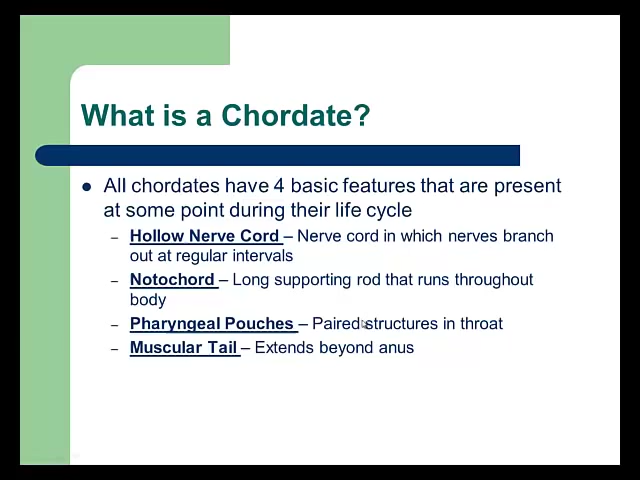 What is a Chordate?
● All chordates have 4 basic features that are present
at some point during their life cycle
– Hollow Nerve Cord – Nerve cord in which nerves branch
out at regular intervals
– Notochord – Long supporting rod that runs throughout
body
– Pharyngeal Pouches – Paired structures in throat
– Muscular Tail – Extends beyond anus